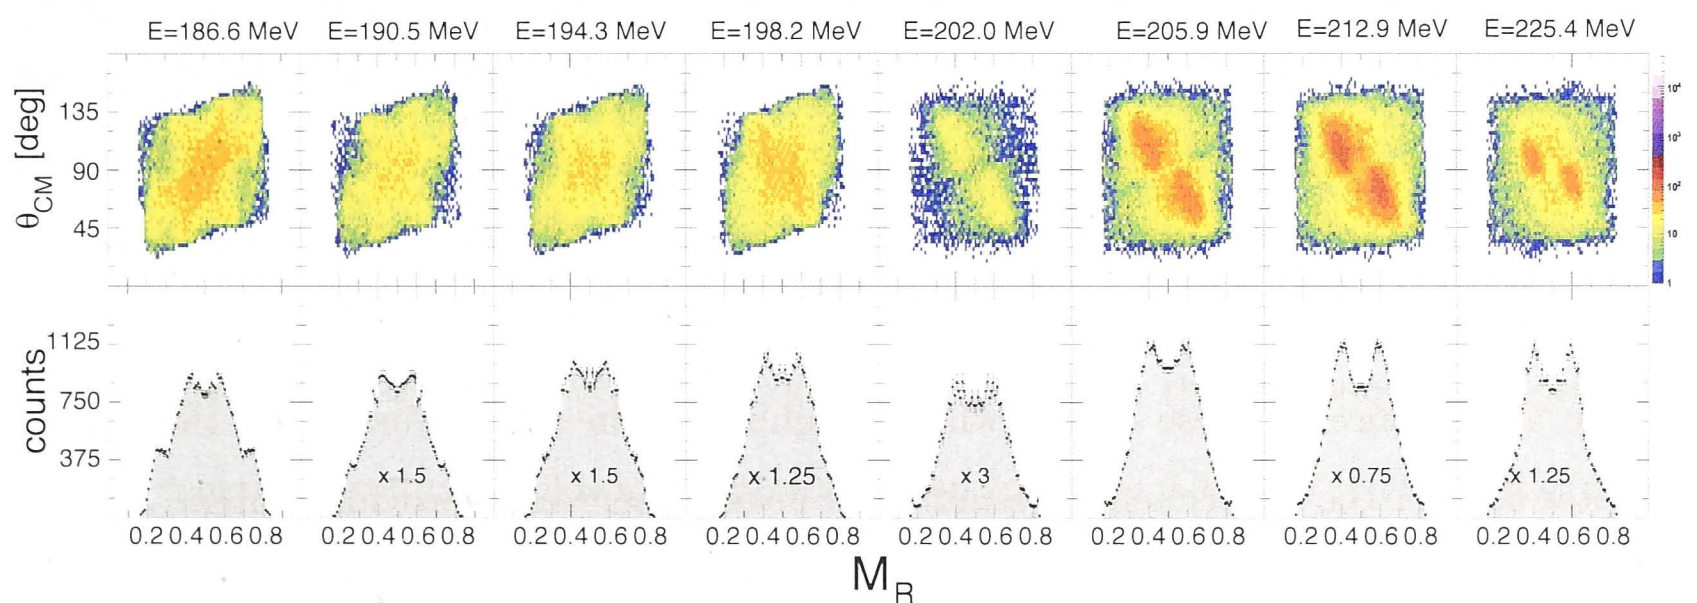 E=186.6 MeV E=190.5 MeV E=194.3 MeV E=198.2 MeV E=202.0 MeV E=205.9 MeV E=212.9 MeV E=225.4 MeV
θCM [deg]
135
90
45
10⁴
10³
10²
10
1
counts
1125
750
375
x 1.5 x 1.5 x 1.25 x 3 x 0.75 x 1.25
0.2 0.4 0.6 0.8 0.2 0.4 0.6 0.8 0.2 0.4 0.6 0.8 0.2 0.4 0.6 0.8 0.2 0.4 0.6 0.8 0.2 0.4 0.6 0.8 0.2 0.4 0.6 0.8 0.2 0.4 0.6 0.8
MR